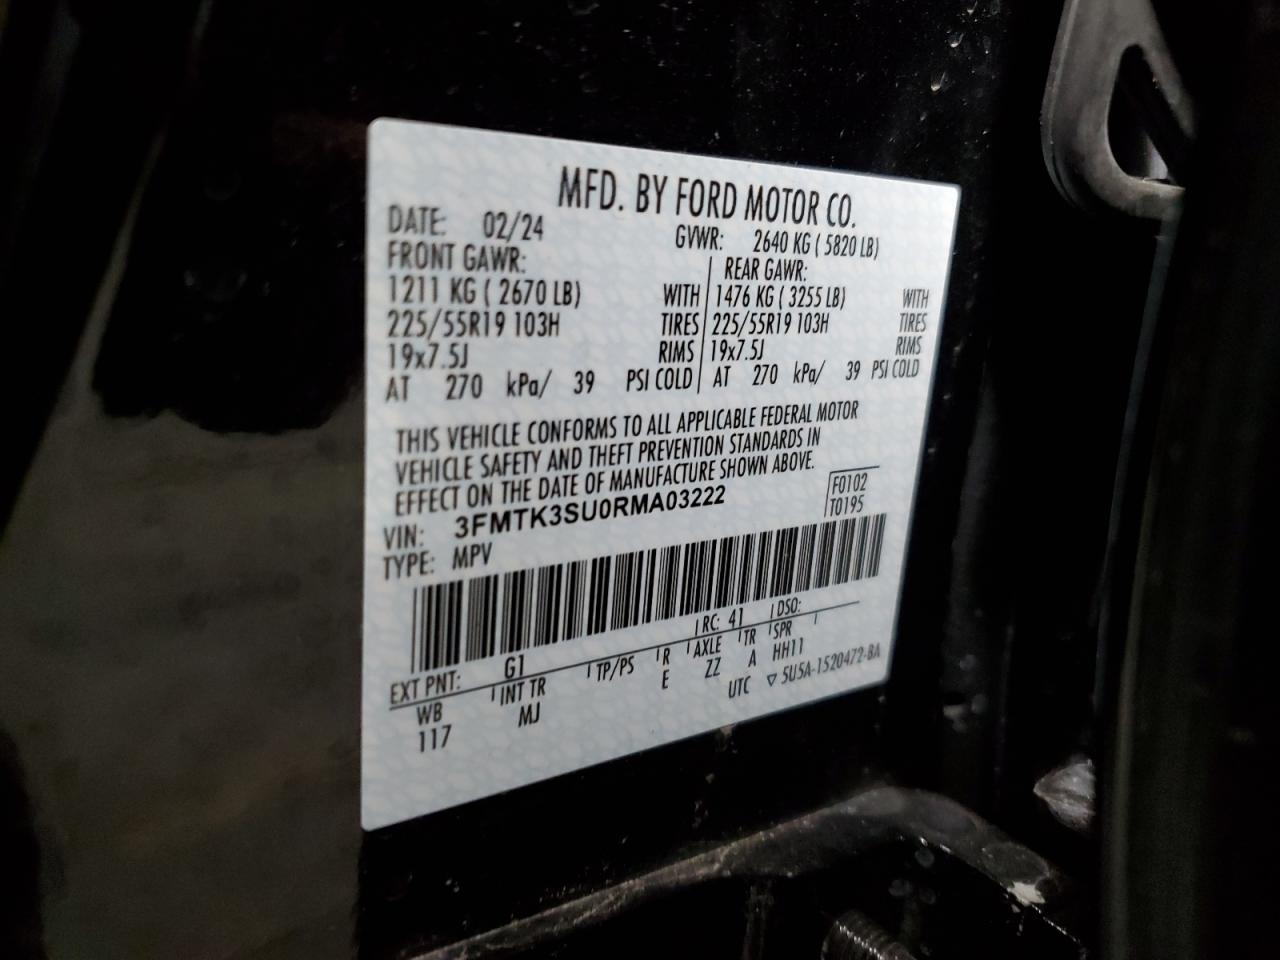 MFD. BY FORD MOTOR CO.
DATE: 02/24 GVWR: 2640 KG ( 5820 LB)
FRONT GAWR: REAR GAWR:
1211 KG ( 2670 LB) WITH 1476 KG ( 3255 LB) WITH
225/55R19 103H TIRES 225/55R19 103H TIRES
19x7.5J RIMS 19x7.5J RIMS
AT 270 kPa/ 39 PSI COLD AT 270 kPa/ 39 PSI COLD
THIS VEHICLE CONFORMS TO ALL APPLICABLE FEDERAL MOTOR
VEHICLE SAFETY AND THEFT PREVENTION STANDARDS IN
EFFECT ON THE DATE OF MANUFACTURE SHOWN ABOVE.
F0102
T0195
VIN: 3FMTK3SU0RMA03222
TYPE: MPV
EXT PNT: G1 RC: 41 DSO:
WB INT TR TP/PS R AXLE TR SPR
117 MJ E ZZ A HH11
UTC ▽ 5U5A-1520472-BA